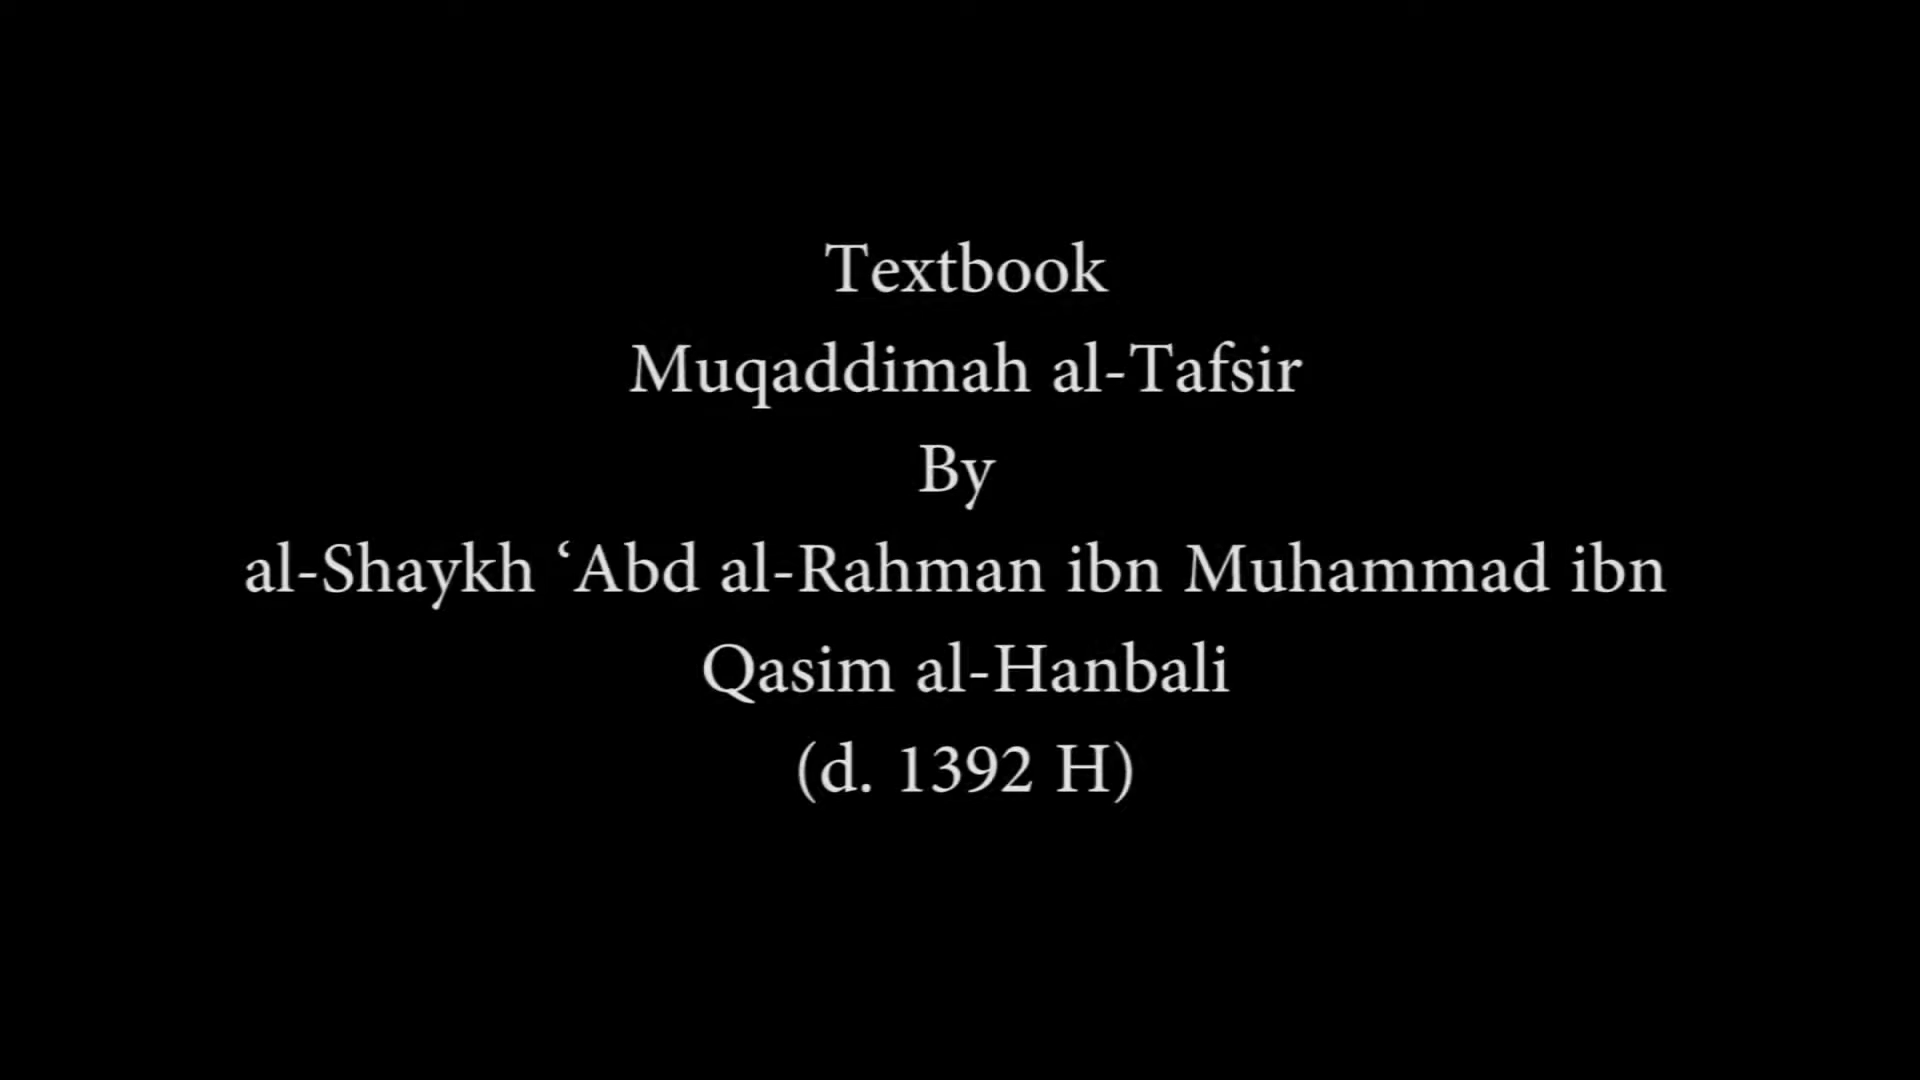 Textbook
Muqaddimah al-Tafsir
By
al-Shaykh ‘Abd al-Rahman ibn Muhammad ibn
Qasim al-Hanbali
(d. 1392 H)